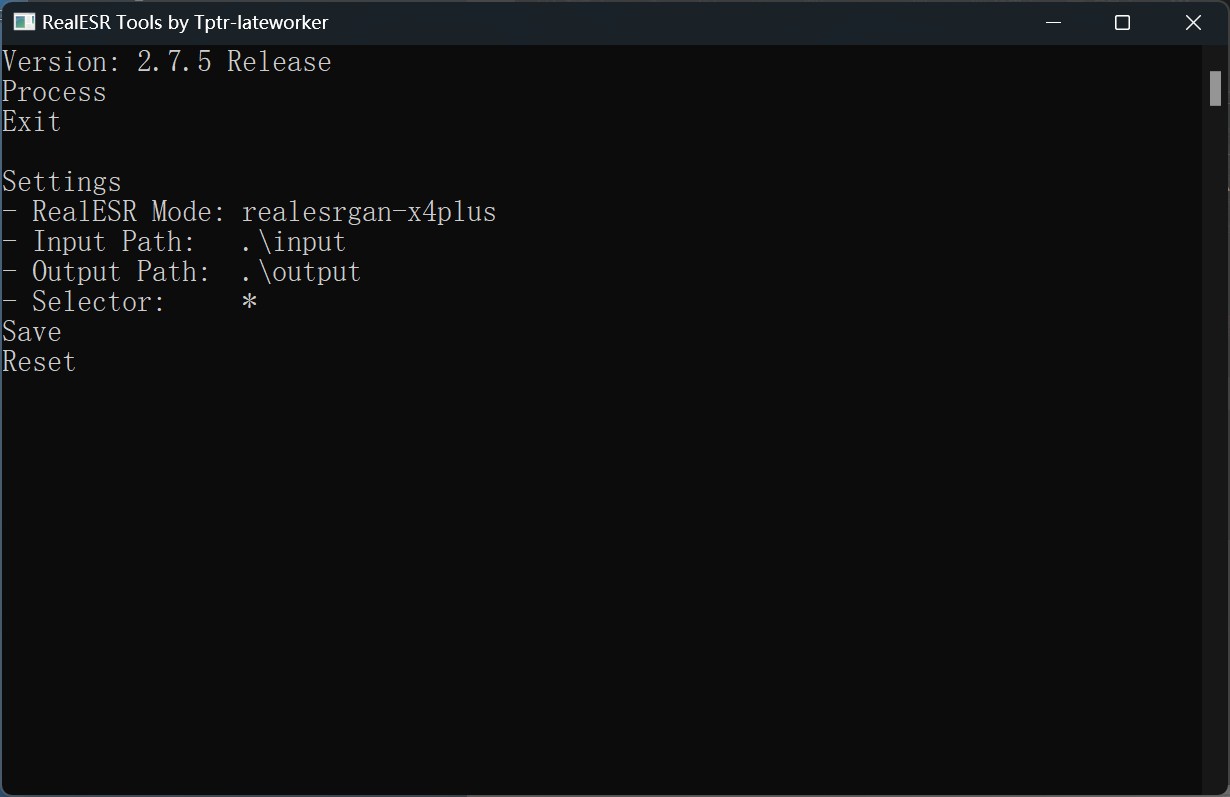 RealESR Tools by Tptr-lateworker
Version: 2.7.5 Release
Process
Exit
Settings
- RealESR Mode: realesrgan-x4plus
- Input Path:   .\input
- Output Path:  .\output
- Selector:     *
Save
Reset